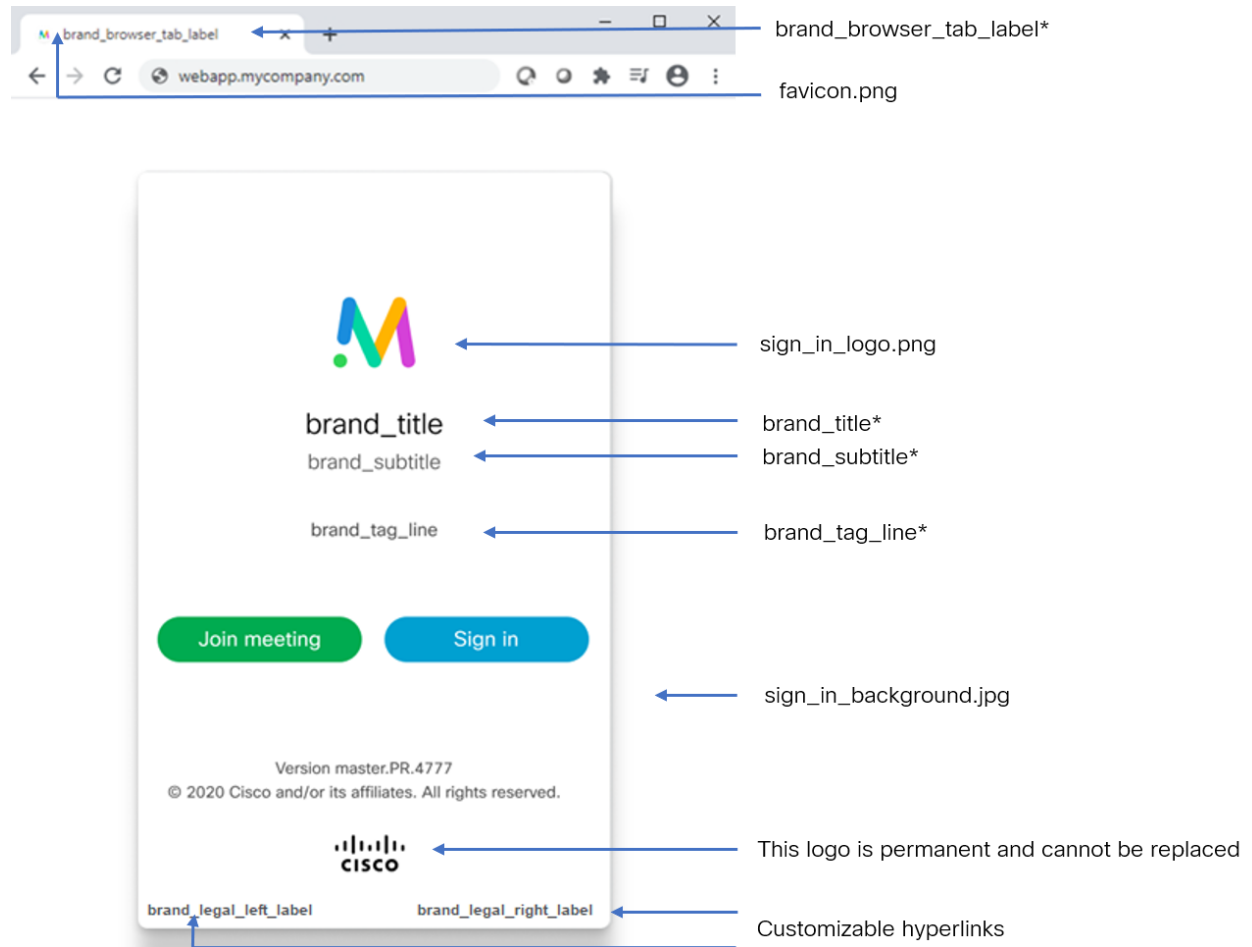 brand_browser_tab_label
brand_browser_tab_label*
webapp.mycompany.com
favicon.png
sign_in_logo.png
brand_title
brand_title*
brand_subtitle
brand_subtitle*
brand_tag_line
brand_tag_line*
Join meeting
Sign in
sign_in_background.jpg
Version master.PR.4777
© 2020 Cisco and/or its affiliates. All rights reserved.
CISCO
This logo is permanent and cannot be replaced
brand_legal_left_label
brand_legal_right_label
Customizable hyperlinks